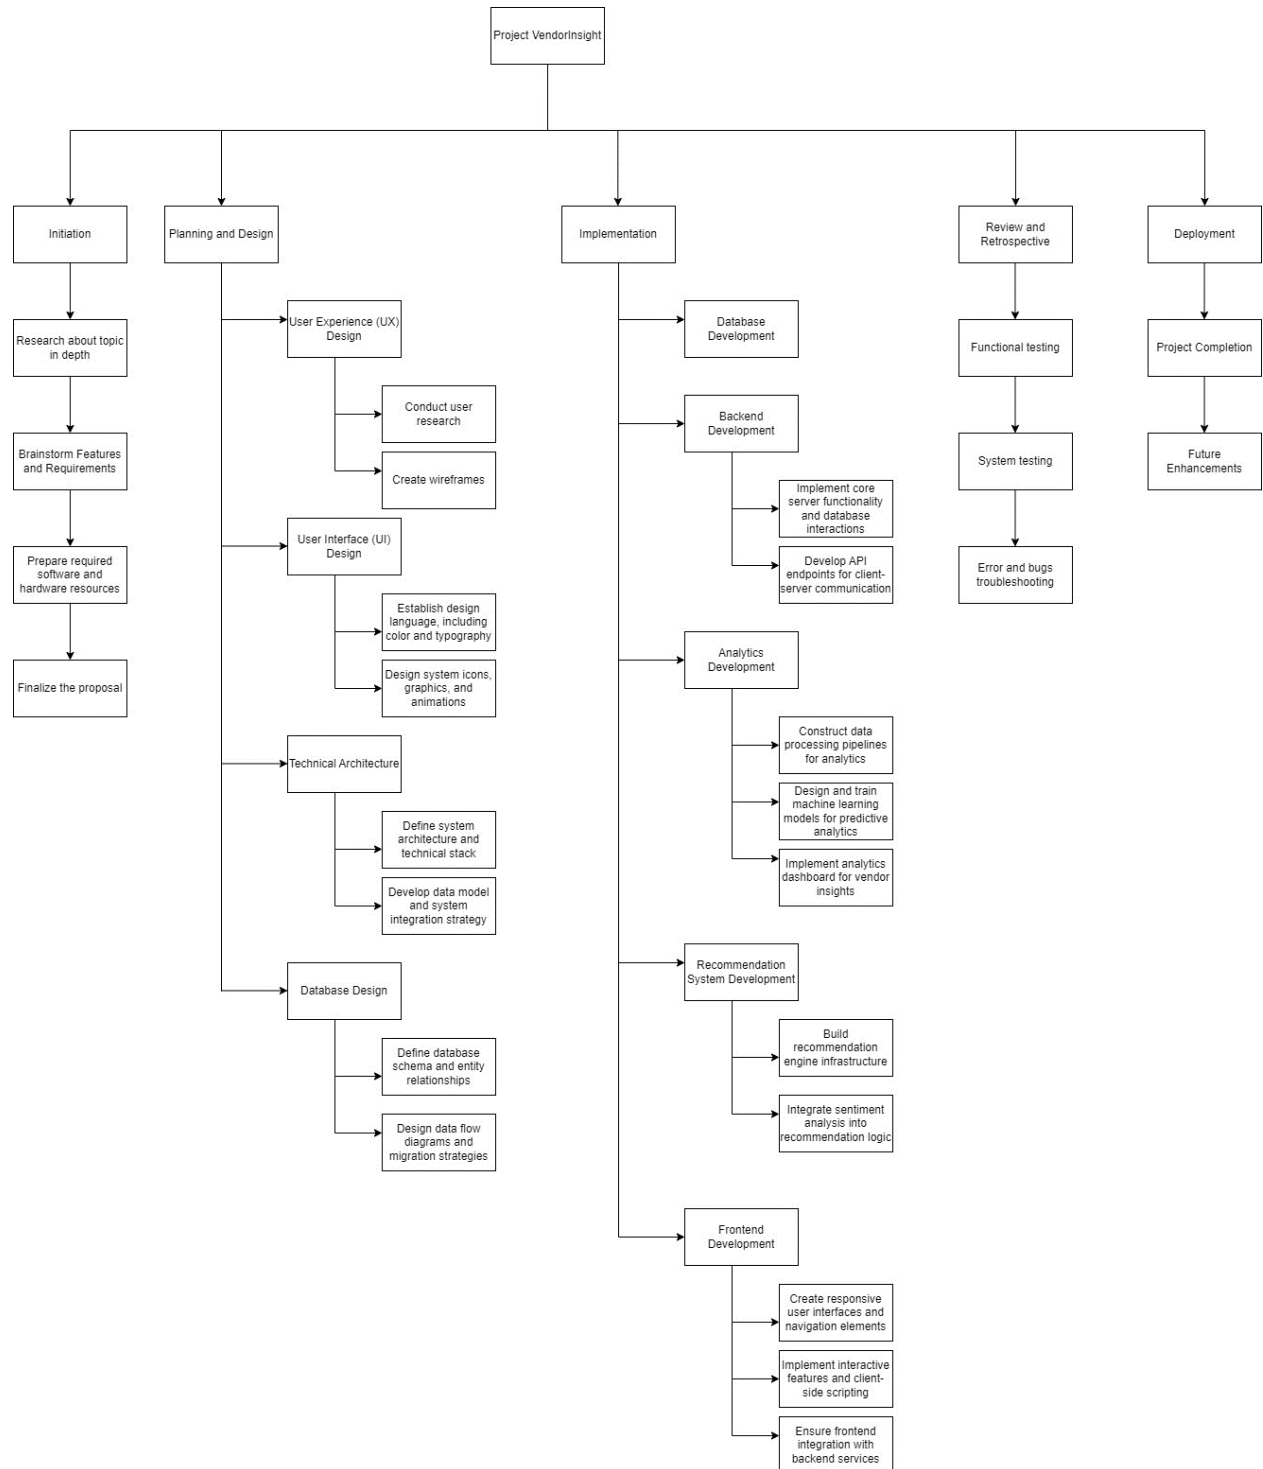 Project VendorInsight
Initiation
Planning and Design
Implementation
Review and
Retrospective
Deployment
Research about topic
in depth
Brainstorm Features
and Requirements
Prepare required
software and
hardware resources
Finalize the proposal
User Experience (UX)
Design
Conduct user
research
Create wireframes
User Interface (UI)
Design
Establish design
language, including
color and typography
Design system icons,
graphics, and
animations
Technical Architecture
Define system
architecture and
technical stack
Develop data model
and system
integration strategy
Database Design
Define database
schema and entity
relationships
Design data flow
diagrams and
migration strategies
Database
Development
Backend
Development
Implement core
server functionality
and database
interactions
Develop API
endpoints for client-
server communication
Analytics
Development
Construct data
processing pipelines
for analytics
Design and train
machine learning
models for predictive
analytics
Implement analytics
dashboard for vendor
insights
Recommendation
System Development
Build
recommendation
engine infrastructure
Integrate sentiment
analysis into
recommendation logic
Frontend
Development
Create responsive
user interfaces and
navigation elements
Implement interactive
features and client-
side scripting
Ensure frontend
integration with
backend services
Functional testing
System testing
Error and bugs
troubleshooting
Project Completion
Future
Enhancements